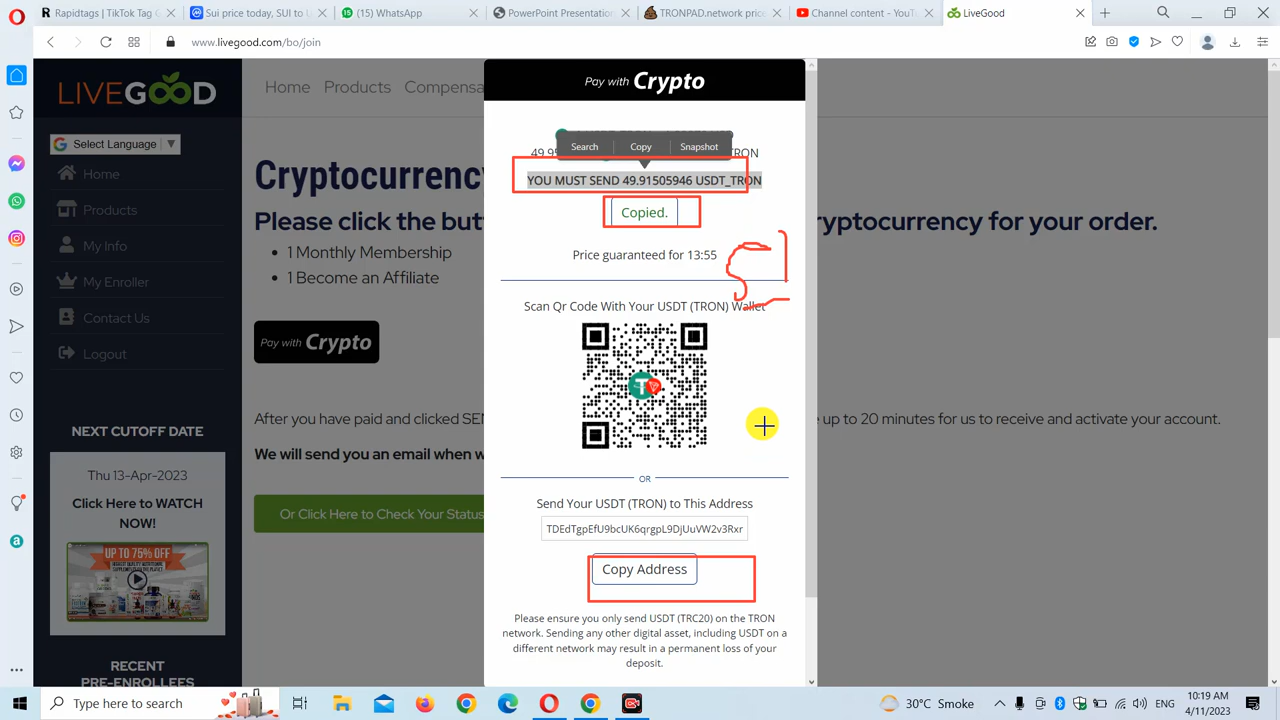 Rapidtags | TikTok Tag G
Sui price today, SUI to U
(15) WhatsApp
PowerPoint Presentation
TRONPAD.network project
Channel content - YouTu
LiveGood
www.livegood.com/bo/join
LIVEGOOD
Home
Products
Compensa
Select Language
Home
Products
My Info
My Enroller
Contact Us
Logout
NEXT CUTOFF DATE
Thu 13-Apr-2023
Click Here to WATCH
NOW!
UP TO 75% OFF
RECENT
PRE-ENROLLEES
Cryptocurrency
Please click the but
ryptocurrency for your order.
1 Monthly Membership
1 Become an Affiliate
Pay with Crypto
After you have paid and clicked SE
e up to 20 minutes for us to receive and activate your account.
We will send you an email when w
Or Click Here to Check Your Status
Pay with Crypto
Search
Copy
Snapshot
49.9
TRON
YOU MUST SEND 49.91505946 USDT_TRON
Copied.
Price guaranteed for 13:55
Scan Qr Code With Your USDT (TRON) Wallet
OR
Send Your USDT (TRON) to This Address
TDEdTgpEfU9bcUK6qrgpL9DjUuVW2v3Rxr
Copy Address
Please ensure you only send USDT (TRC20) on the TRON
network. Sending any other digital asset, including USDT on a
different network may result in a permanent loss of your
deposit.
Type here to search
30°C Smoke
ENG
10:19 AM
4/11/2023